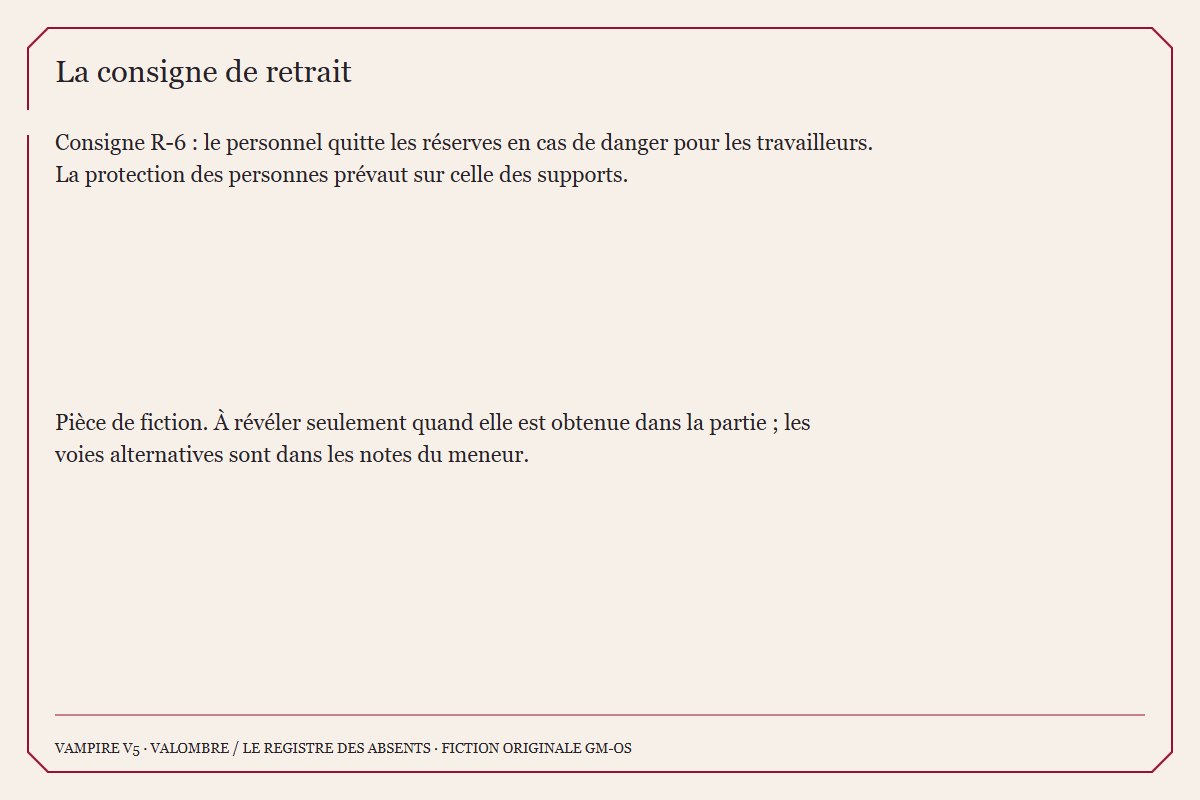 La consigne de retrait
Consigne R-6 : le personnel quitte les réserves en cas de danger pour les travailleurs.
La protection des personnes prévaut sur celle des supports.
Pièce de fiction. À révéler seulement quand elle est obtenue dans la partie ; les
voies alternatives sont dans les notes du meneur.
VAMPIRE V5 · VALOMBRE / LE REGISTRE DES ABSENTS · FICTION ORIGINALE GM-OS